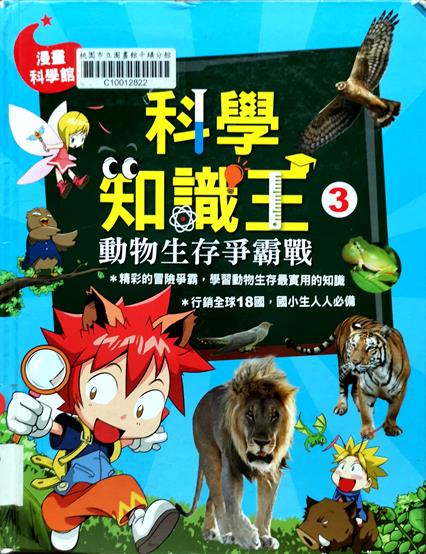 漫畫
科學館
桃園市立圖書館平鎮分館
C10012822
科學
知識王
3
動物生存爭霸戰
*精彩的冒險爭霸，學習動物生存最實用的知識
*行銷全球18國，國小生人人必備